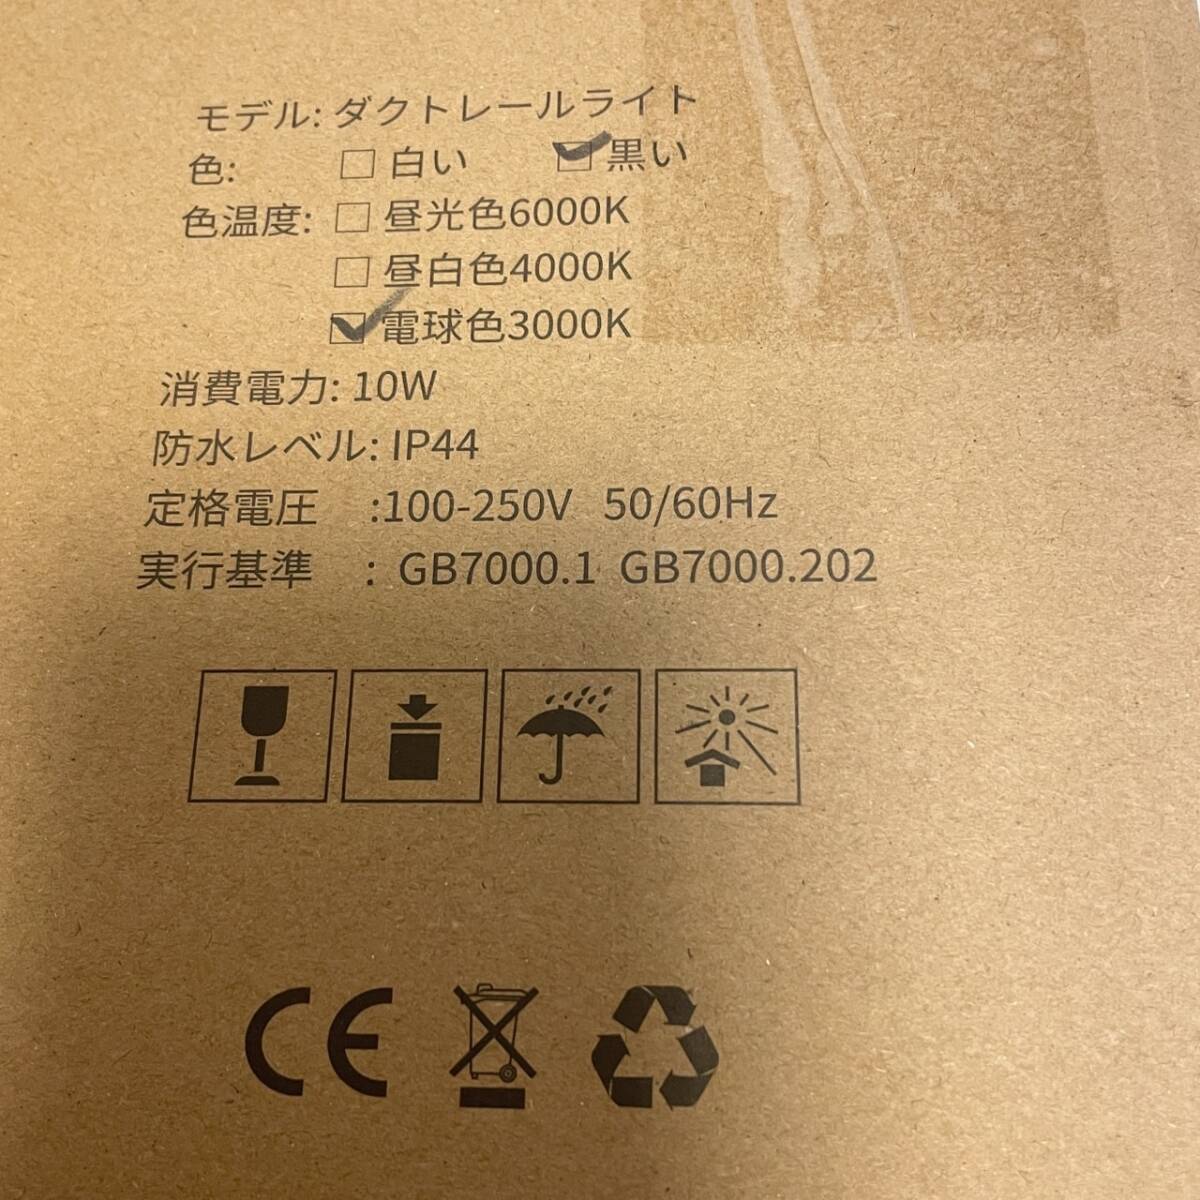 モデル: ダクトレールライト
色: □ 白い ☑ 黒い
色温度: □ 昼光色6000K
□ 昼白色4000K
☑ 電球色3000K
消費電力: 10W
防水レベル: IP44
定格電圧 :100-250V 50/60Hz
実行基準 : GB7000.1 GB7000.202
CE